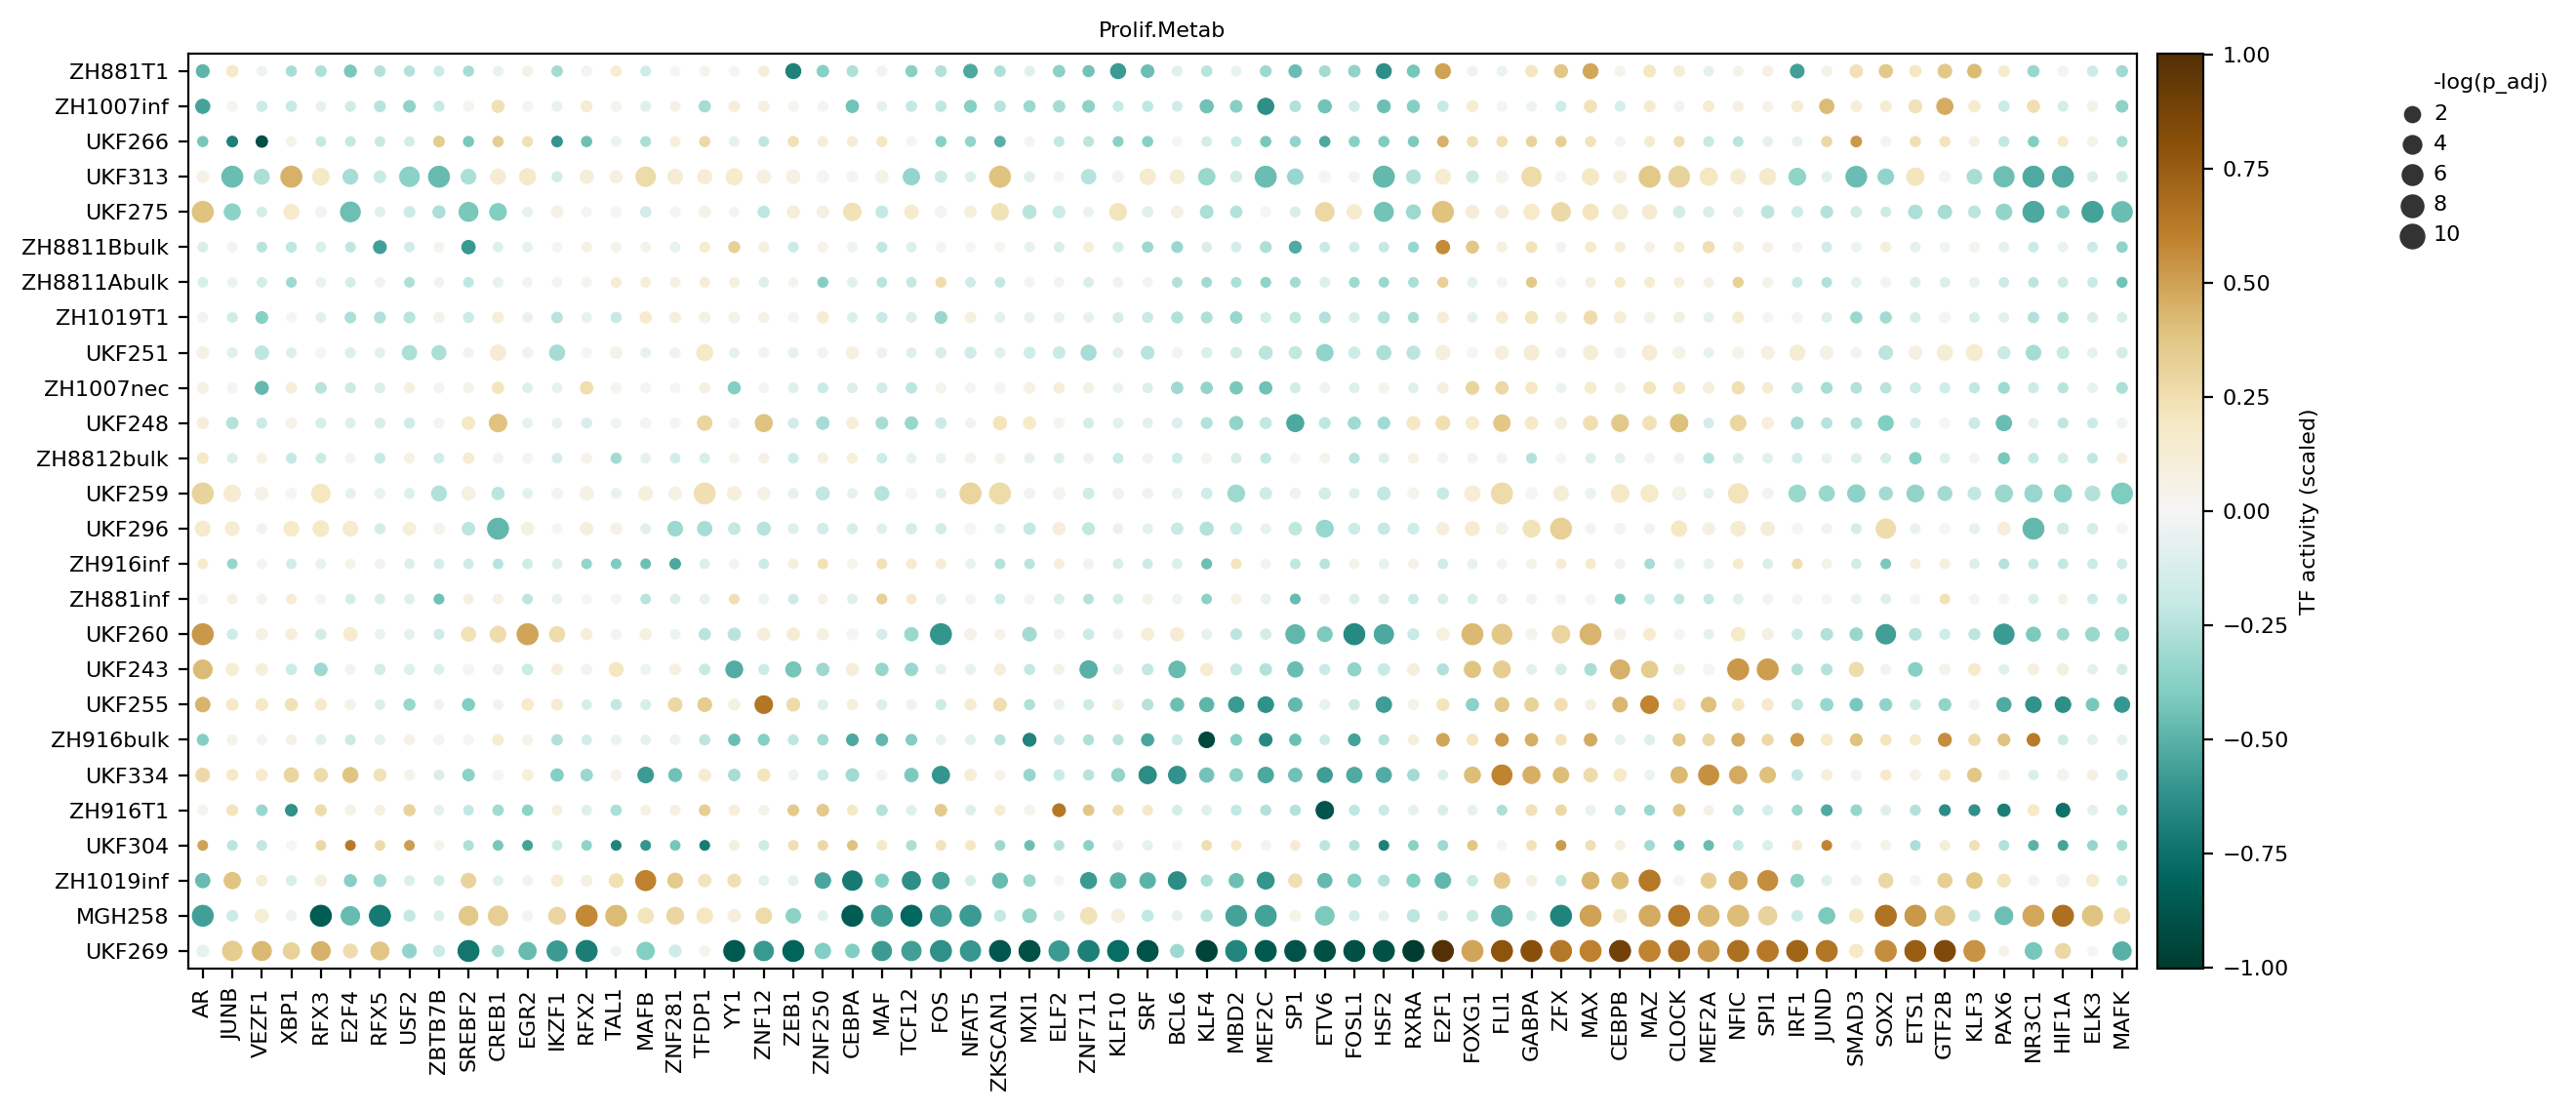 Prolif.Metab
ZH881T1
ZH1007inf
UKF266
UKF313
UKF275
ZH8811Bbulk
ZH8811Abulk
ZH1019T1
UKF251
ZH1007nec
UKF248
ZH8812bulk
UKF259
UKF296
ZH916inf
ZH881inf
UKF260
UKF243
UKF255
ZH916bulk
UKF334
ZH916T1
UKF304
ZH1019inf
MGH258
UKF269
AR
JUNB
VEZF1
XBP1
RFX3
E2F4
RFX5
USF2
ZBTB7B
SREBF2
CREB1
EGR2
IKZF1
RFX2
TAL1
MAFB
ZNF281
TFDP1
YY1
ZNF12
ZEB1
ZNF250
CEBPA
MAF
TCF12
FOS
NFAT5
ZKSCAN1
MXI1
ELF2
ZNF711
KLF10
SRF
BCL6
KLF4
MBD2
MEF2C
SP1
ETV6
FOSL1
HSF2
RXRA
E2F1
FOXG1
FLI1
GABPA
ZFX
MAX
CEBPB
MAZ
CLOCK
MEF2A
NFIC
SPI1
IRF1
JUND
SMAD3
SOX2
ETS1
GTF2B
KLF3
PAX6
NR3C1
HIF1A
ELK3
MAFK
1.00
0.75
0.50
0.25
0.00
−0.25
−0.50
−0.75
−1.00
TF activity (scaled)
-log(p_adj)
2
4
6
8
10